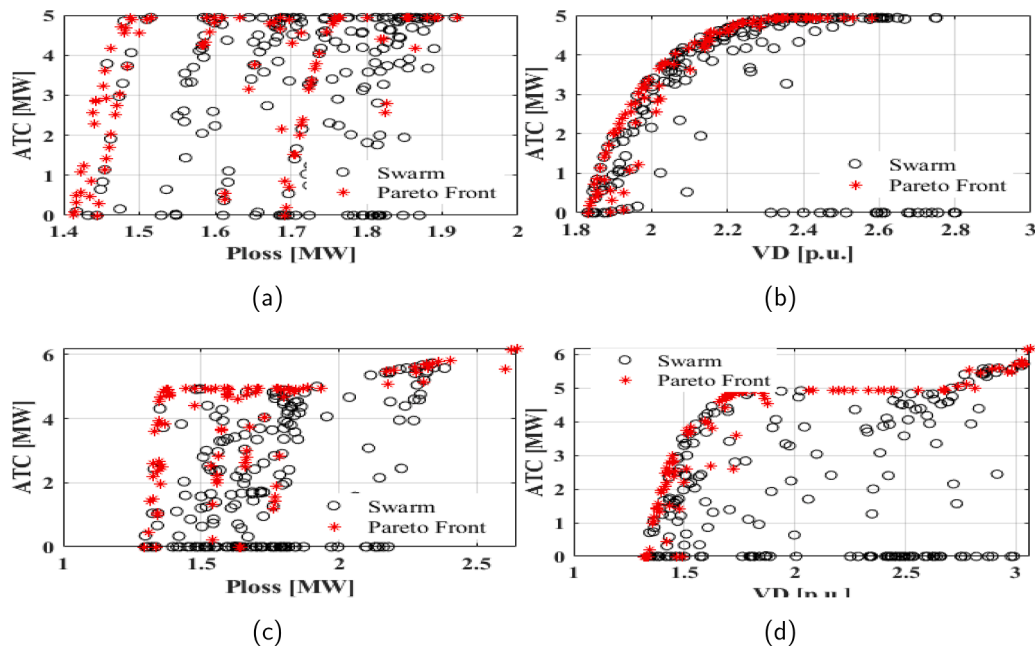 5
4
3
2
1
0
ATC [MW]
1.4 1.5 1.6 1.7 1.8 1.9 2
Ploss [MW]
Swarm
Pareto Front
(a)
5
4
3
2
1
0
ATC [MW]
1.8 2 2.2 2.4 2.6 2.8 3
VD [p.u.]
Swarm
Pareto Front
(b)
6
4
2
0
ATC [MW]
1 1.5 2 2.5
Ploss [MW]
Swarm
Pareto Front
(c)
6
5
4
3
2
1
0
ATC [MW]
1 1.5 2 2.5 3
VD [p.u.]
Swarm
Pareto Front
(d)